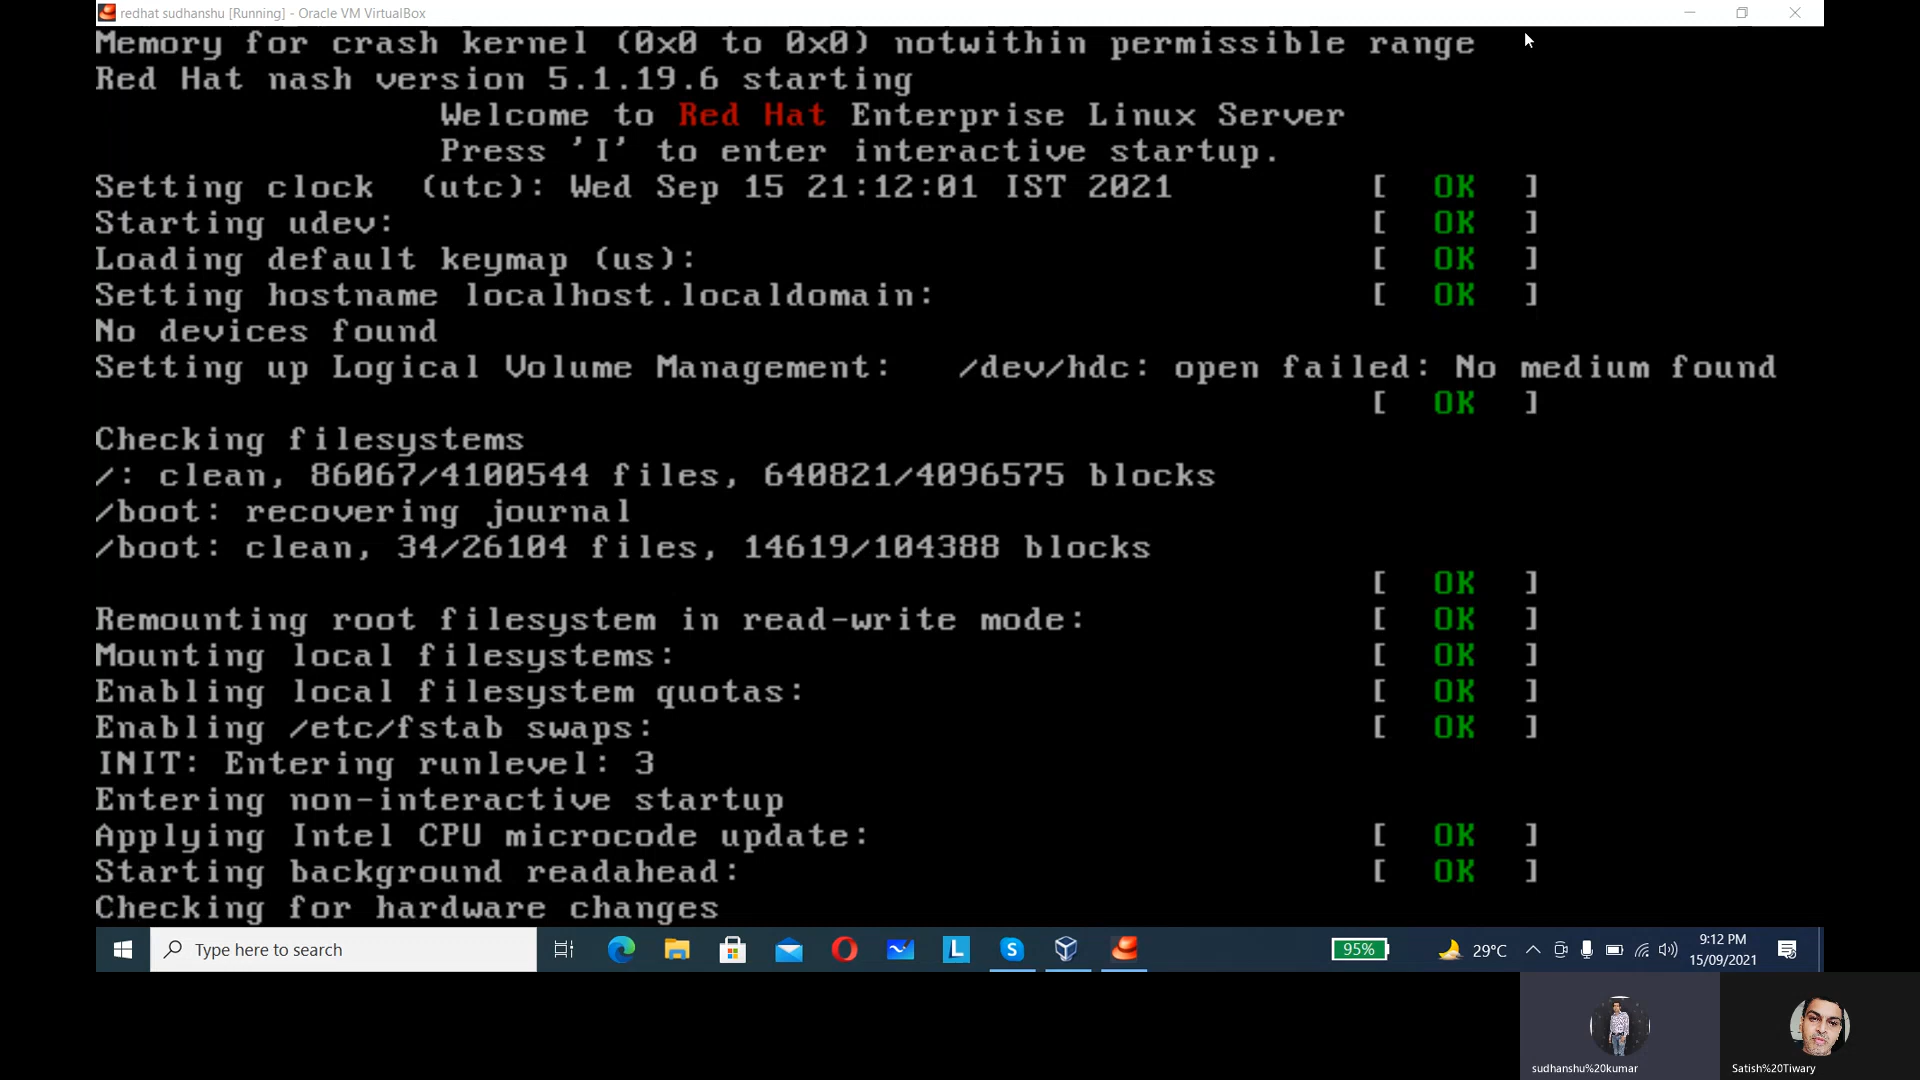 redhat sudhanshu [Running] - Oracle VM VirtualBox
Memory for crash kernel (0x0 to 0x0) notwithin permissible range
Red Hat nash version 5.1.19.6 starting
Welcome to Red Hat Enterprise Linux Server
Press 'I' to enter interactive startup.
Setting clock  (utc): Wed Sep 15 21:12:01 IST 2021 [  OK  ]
Starting udev: [  OK  ]
Loading default keymap (us): [  OK  ]
Setting hostname localhost.localdomain: [  OK  ]
No devices found
Setting up Logical Volume Management:   /dev/hdc: open failed: No medium found
[  OK  ]
Checking filesystems
/: clean, 86067/4100544 files, 640821/4096575 blocks
/boot: recovering journal
/boot: clean, 34/26104 files, 14619/104388 blocks
[  OK  ]
Remounting root filesystem in read-write mode: [  OK  ]
Mounting local filesystems: [  OK  ]
Enabling local filesystem quotas: [  OK  ]
Enabling /etc/fstab swaps: [  OK  ]
INIT: Entering runlevel: 3
Entering non-interactive startup
Applying Intel CPU microcode update: [  OK  ]
Starting background readahead: [  OK  ]
Checking for hardware changes
Type here to search
L
S
95%
29°C
9:12 PM
15/09/2021
sudhanshu%20kumar
Satish%20Tiwary